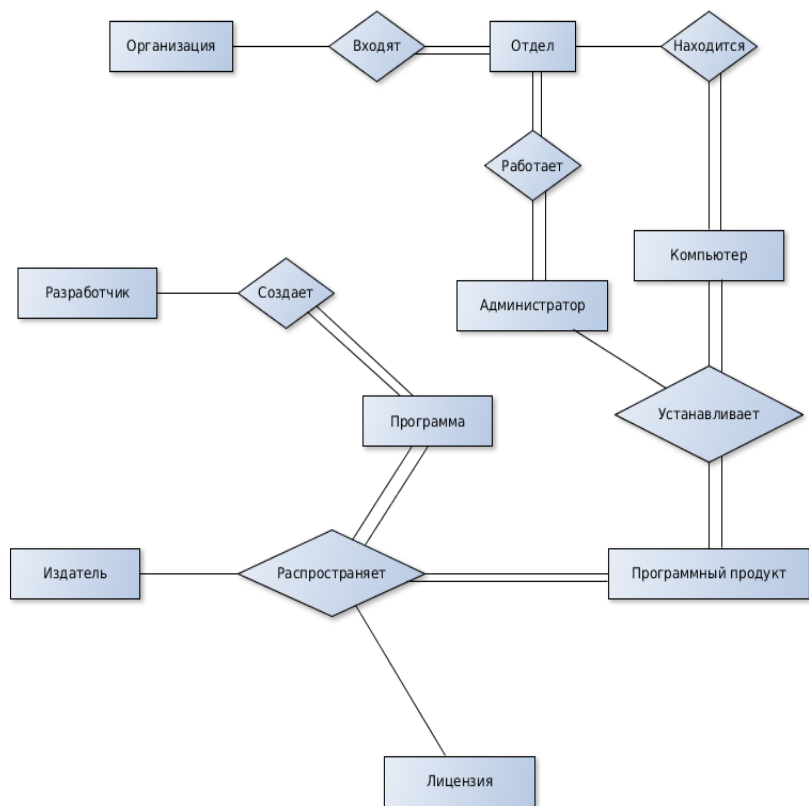 Организация
Входят
Отдел
Находится
Работает
Компьютер
Разработчик
Создает
Администратор
Программа
Устанавливает
Издатель
Распространяет
Программный продукт
Лицензия